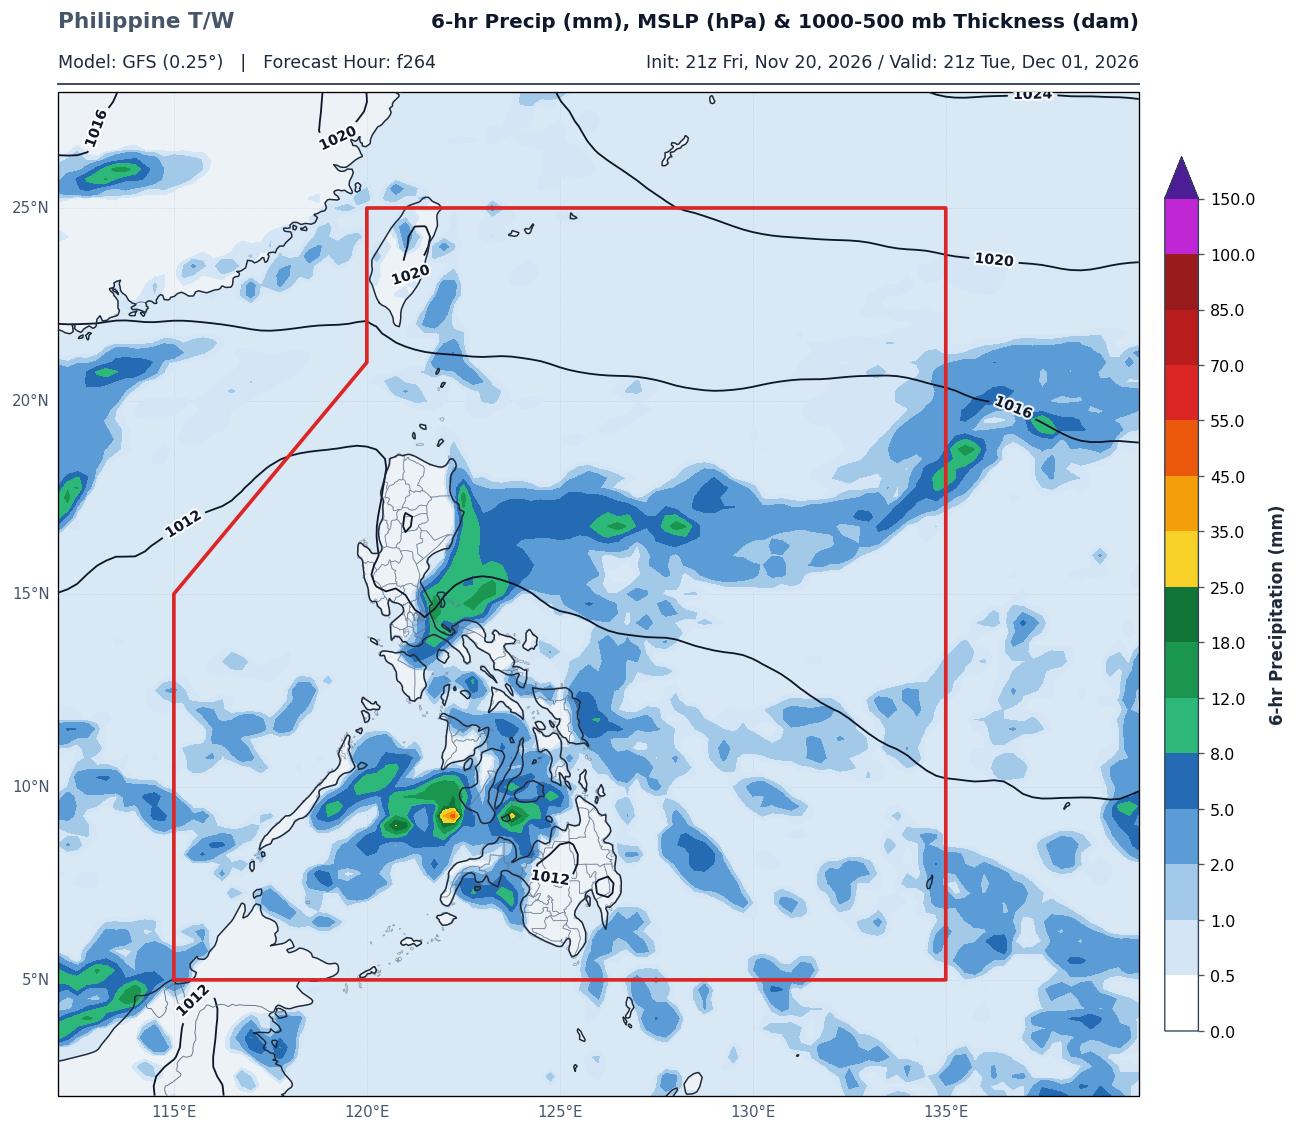 Philippine T/W
6-hr Precip (mm), MSLP (hPa) & 1000-500 mb Thickness (dam)
Model: GFS (0.25°) | Forecast Hour: f264
Init: 21z Fri, Nov 20, 2026 / Valid: 21z Tue, Dec 01, 2026
1024
1016
1020
25°N
1020
1020
20°N
1016
1012
15°N
10°N
1012
5°N
1012
115°E
120°E
125°E
130°E
135°E
150.0
100.0
85.0
70.0
55.0
45.0
35.0
25.0
18.0
12.0
8.0
5.0
2.0
1.0
0.5
0.0
6-hr Precipitation (mm)